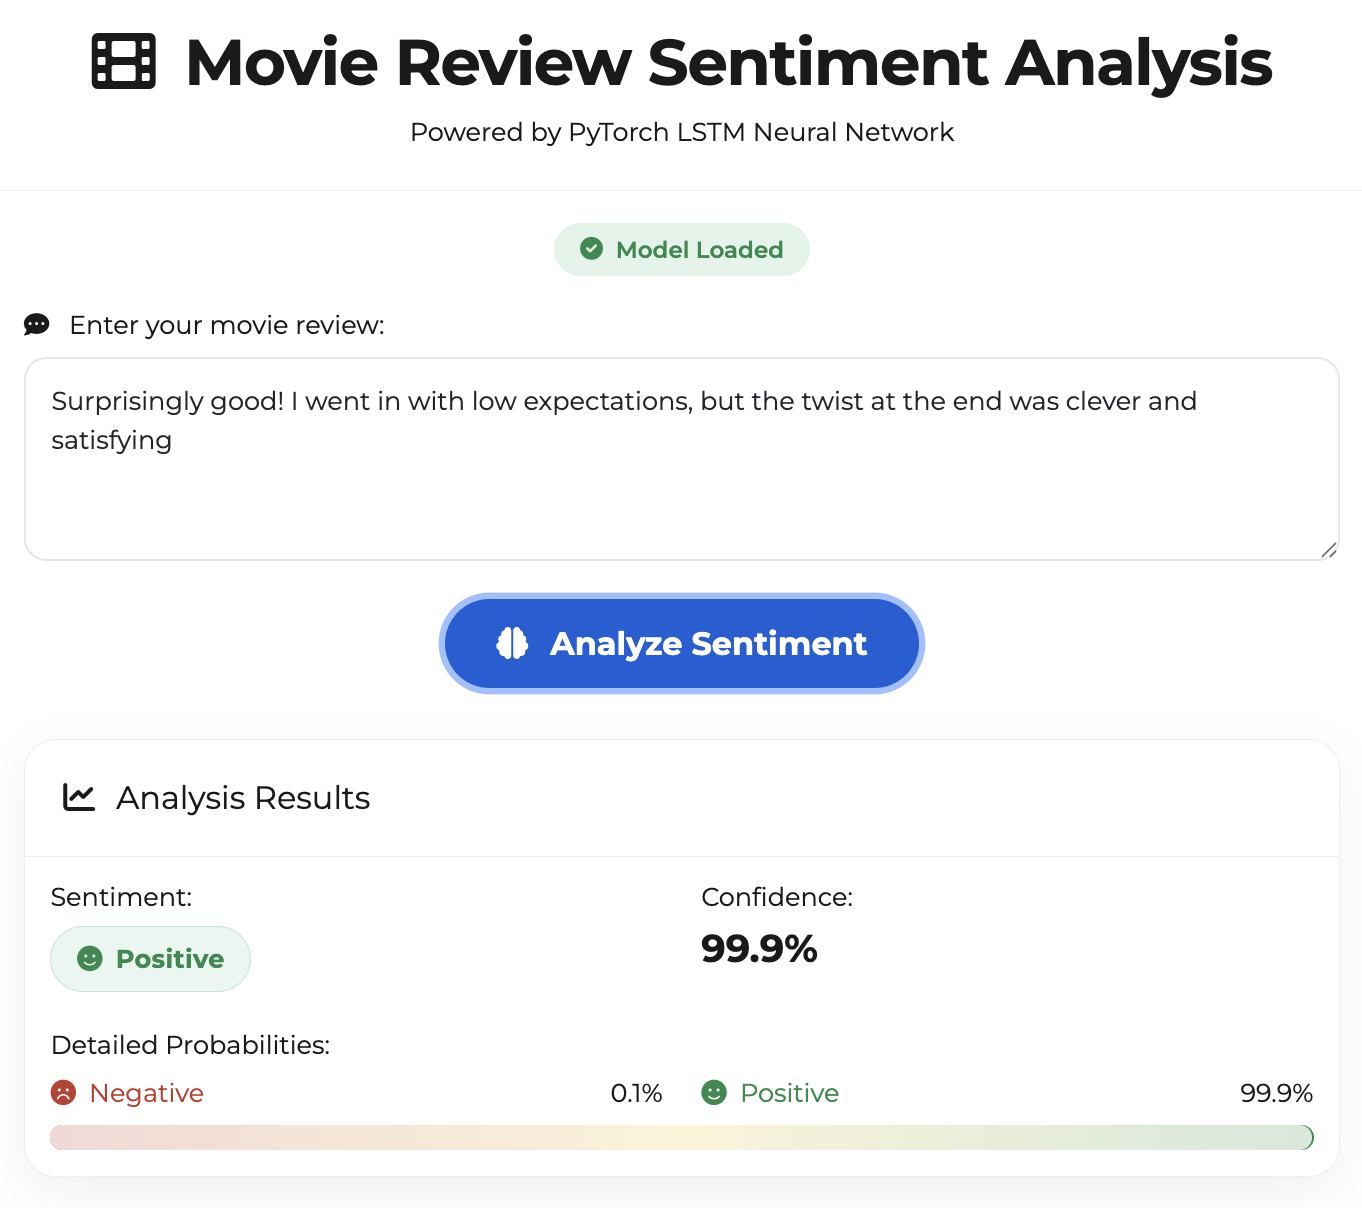 Movie Review Sentiment Analysis
Powered by PyTorch LSTM Neural Network
Model Loaded
Enter your movie review:
Surprisingly good! I went in with low expectations, but the twist at the end was clever and
satisfying
Analyze Sentiment
Analysis Results
Sentiment:
Confidence:
Positive
99.9%
Detailed Probabilities:
Negative 0.1% Positive 99.9%